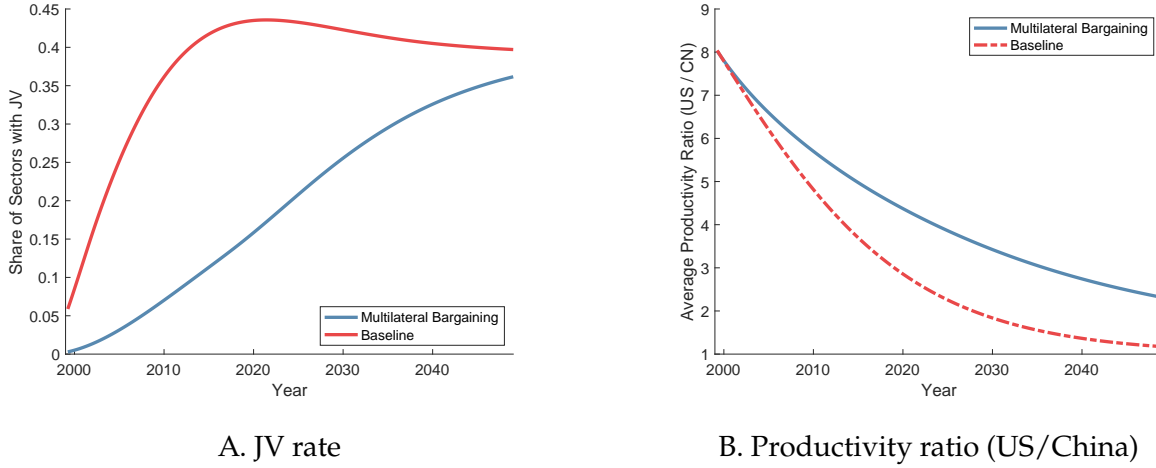 0.45
0.4
0.35
0.3
0.25
0.2
0.15
0.1
0.05
0
Share of Sectors with JV
2000 2010 2020 2030 2040
Year
Multilateral Bargaining
Baseline
A. JV rate
9
8
7
6
5
4
3
2
1
Average Productivity Ratio (US / CN)
2000 2010 2020 2030 2040
Year
Multilateral Bargaining
Baseline
B. Productivity ratio (US/China)